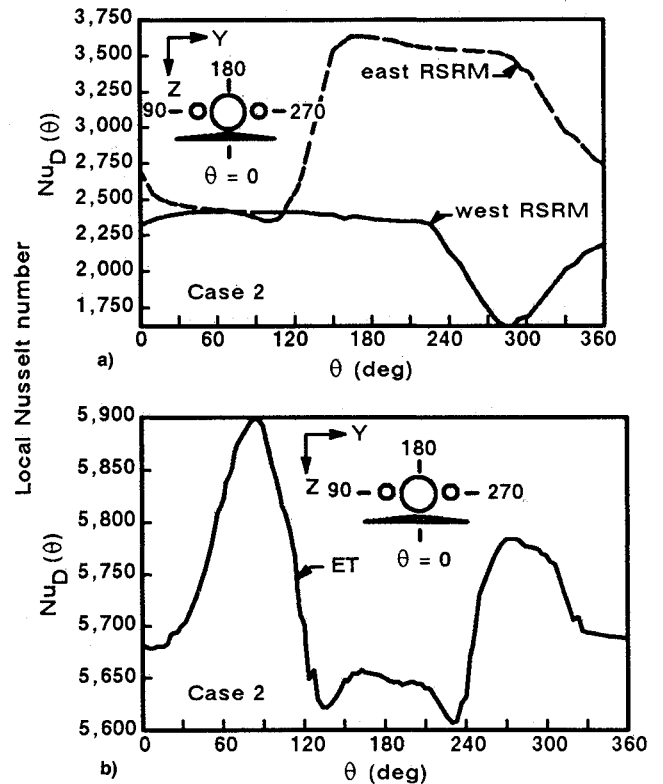 Local Nusselt number
3,750
3,500
3,250
3,000
2,750
2,500
2,250
2,000
1,750
Nu_D (θ)
Y
Z
180
90
270
θ = 0
east RSRM
west RSRM
Case 2
0 60 120 180 240 300 360
a)
θ (deg)
5,900
5,850
5,800
5,750
5,700
5,650
5,600
Nu_D (θ)
Y
180
Z 90
270
θ = 0
ET
Case 2
0 60 120 180 240 300 360
b)
θ (deg)